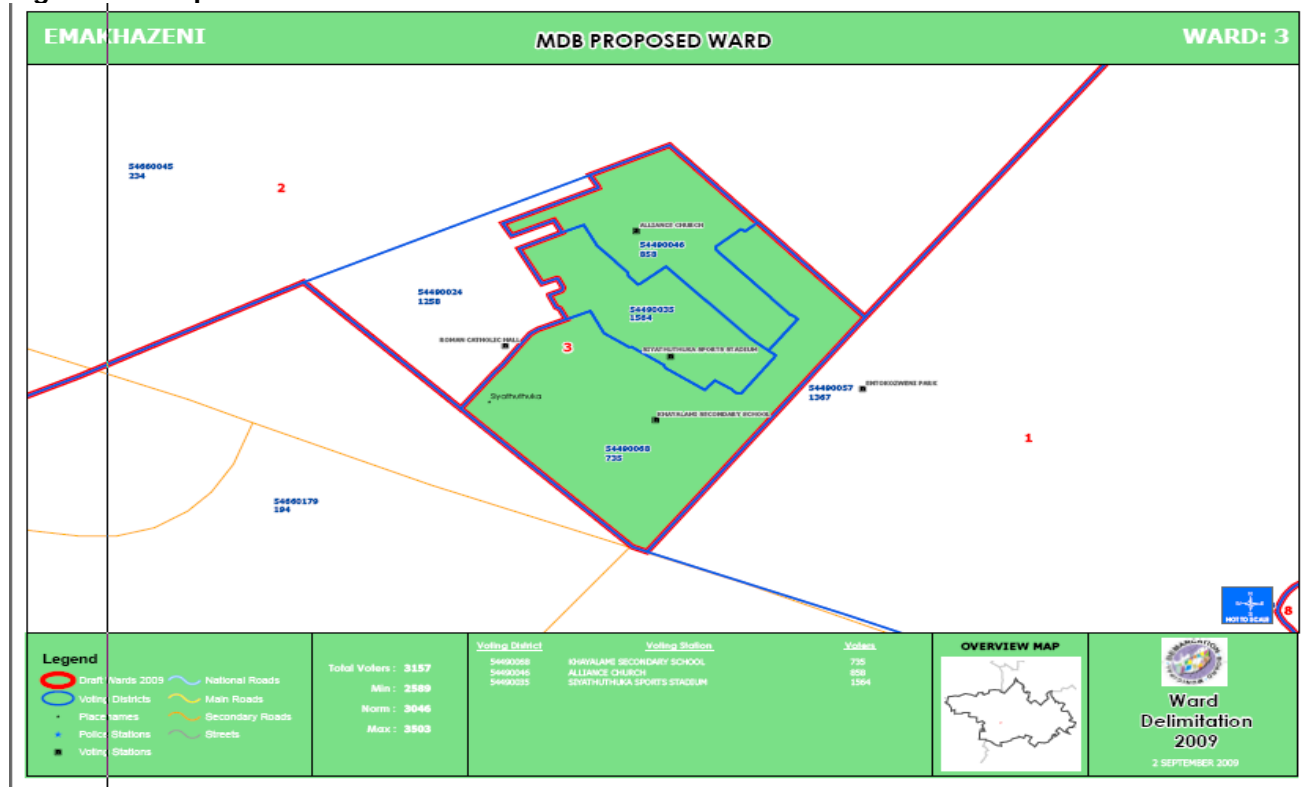 EMAKHAZENI
MDB PROPOSED WARD
WARD: 3
54660045
234
2
ALLIANCE CHURCH
54490046
858
54490024
1258
54490035
1564
ROMAN CATHOLIC HALL
3
SIYATHUTHUKA SPORTS STADIUM
54490057
1367
ENTOKOZWENI PARK
Siyathuthuka
KHAYALAMI SECONDARY SCHOOL
1
54490068
735
54660179
194
NOT TO SCALE
8
Legend
Draft Wards 2009
National Roads
Voting Districts
Main Roads
Placenames
Secondary Roads
Police Stations
Streets
Voting Stations
Total Voters : 3157
Min : 2589
Norm : 3046
Max : 3503
Voting District Voting Station Voters
54490068 KHAYALAMI SECONDARY SCHOOL 735
54490046 ALLIANCE CHURCH 858
54490035 SIYATHUTHUKA SPORTS STADIUM 1564
OVERVIEW MAP
Ward
Delimitation
2009
2 SEPTEMBER 2009